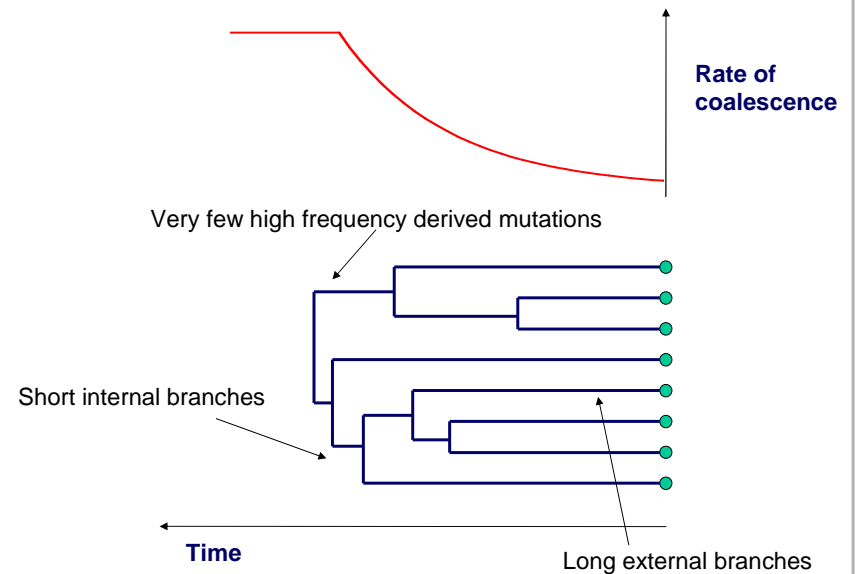 Rate of
coalescence
Very few high frequency derived mutations
Short internal branches
Time
Long external branches